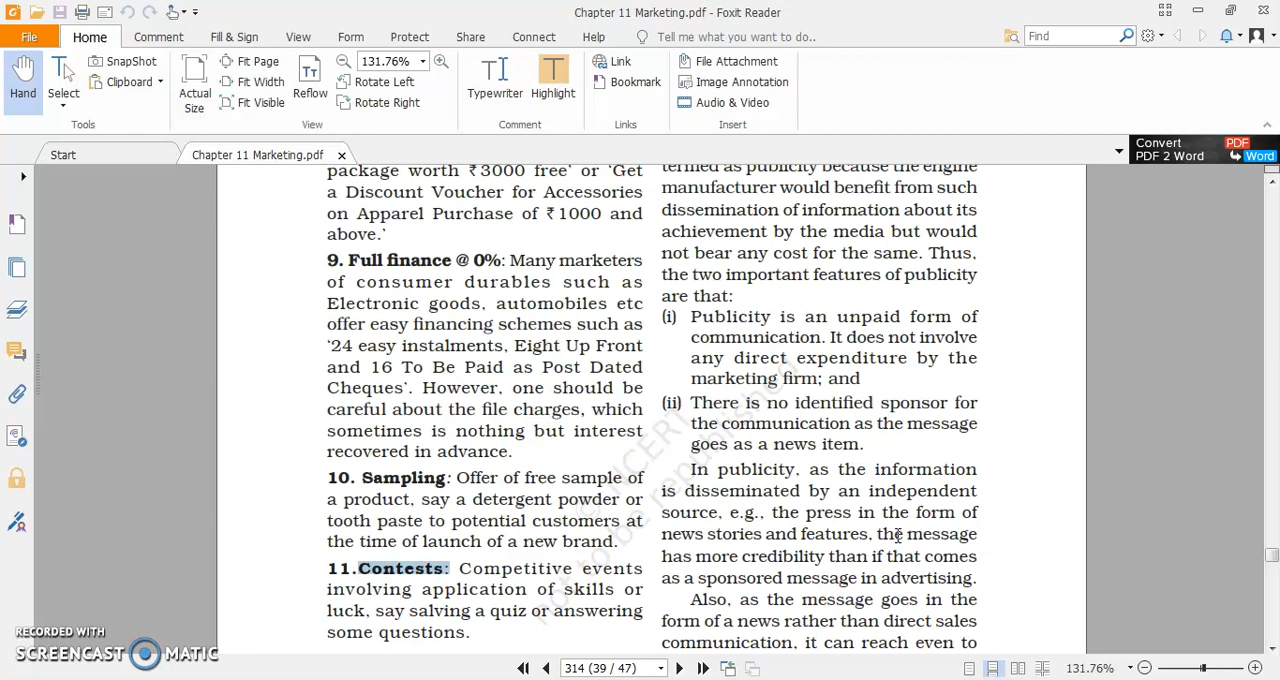 Chapter 11 Marketing.pdf - Foxit Reader
File Home Comment Fill & Sign View Form Protect Share Connect Help Tell me what you want to do.. Find
Hand
Select
SnapShot
Clipboard
Tools
Actual Size
Fit Page
Fit Width
Fit Visible
Reflow
131.76%
Rotate Left
Rotate Right
View
Typewriter
Highlight
Comment
Link
Bookmark
Links
File Attachment
Image Annotation
Audio & Video
Insert
Start
Chapter 11 Marketing.pdf
Convert PDF
PDF 2 Word Word
package worth ₹3000 free' or 'Get
a Discount Voucher for Accessories
on Apparel Purchase of ₹1000 and
above.'
9. Full finance @ 0%: Many marketers
of consumer durables such as
Electronic goods, automobiles etc
offer easy financing schemes such as
'24 easy instalments, Eight Up Front
and 16 To Be Paid as Post Dated
Cheques'. However, one should be
careful about the file charges, which
sometimes is nothing but interest
recovered in advance.
10. Sampling: Offer of free sample of
a product, say a detergent powder or
tooth paste to potential customers at
the time of launch of a new brand.
11.Contests: Competitive events
involving application of skills or
luck, say salving a quiz or answering
some questions.
termed as publicity because the engine
manufacturer would benefit from such
dissemination of information about its
achievement by the media but would
not bear any cost for the same. Thus,
the two important features of publicity
are that:
(i) Publicity is an unpaid form of
communication. It does not involve
any direct expenditure by the
marketing firm; and
(ii) There is no identified sponsor for
the communication as the message
goes as a news item.
In publicity, as the information
is disseminated by an independent
source, e.g., the press in the form of
news stories and features, the message
has more credibility than if that comes
as a sponsored message in advertising.
Also, as the message goes in the
form of a news rather than direct sales
communication, it can reach even to
© NCERT
not to be republished
RECORDED WITH
SCREENCAST MATIC
314 (39 / 47)
131.76%